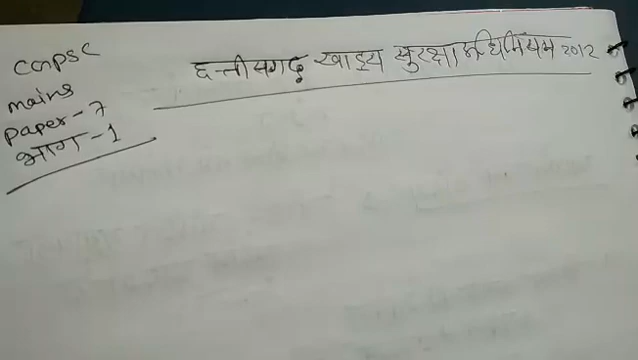 cgpsc
mains
paper-7
भाग-1
छत्तीसगढ़ खाद्य सुरक्षा अधिनियम 2012